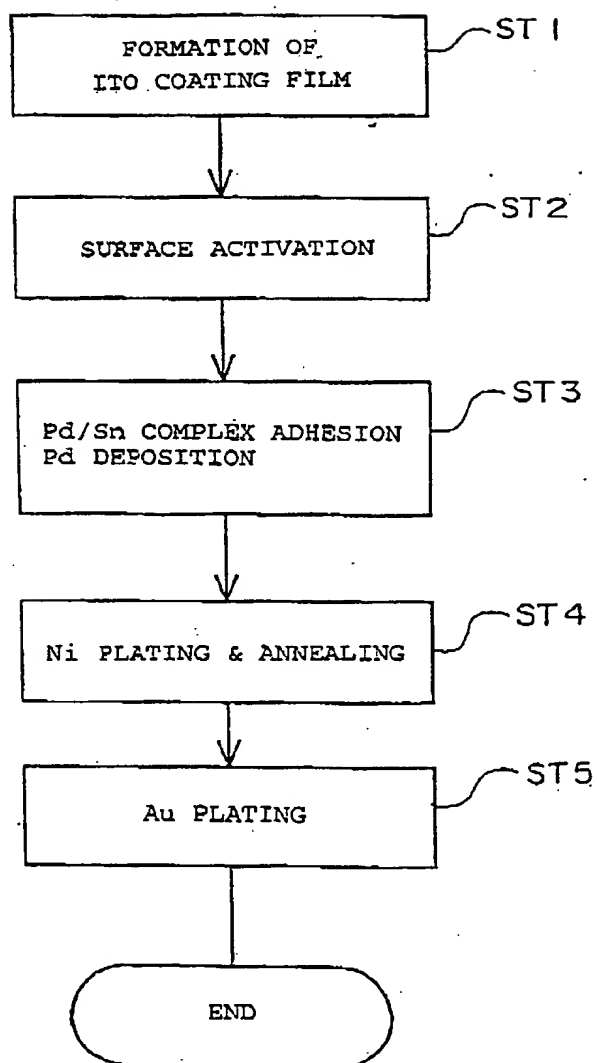 FORMATION OF
ITO COATING FILM
ST1
SURFACE ACTIVATION
ST2
Pd/Sn COMPLEX ADHESION
Pd DEPOSITION
ST3
Ni PLATING & ANNEALING
ST4
Au PLATING
ST5
END